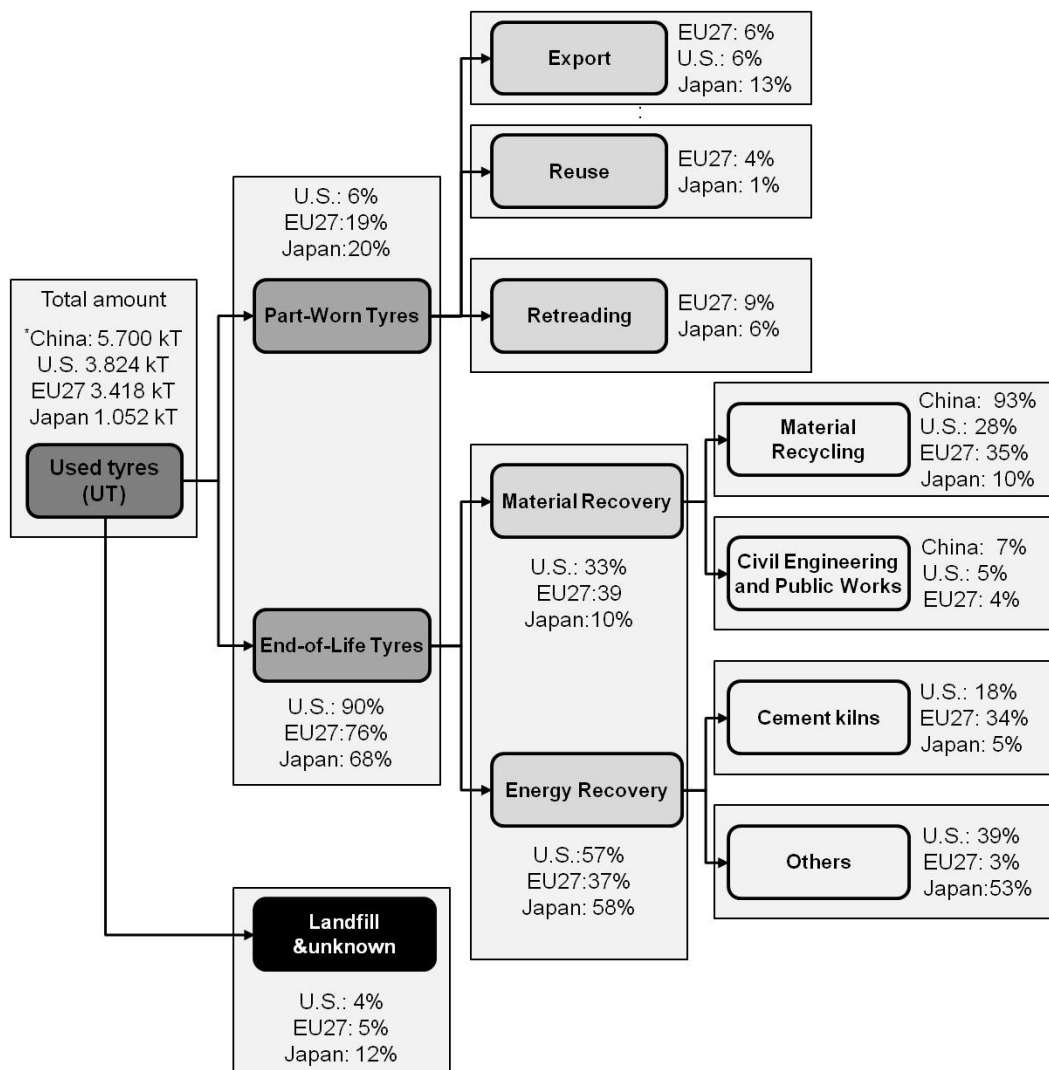 Export
EU27: 6%
U.S.: 6%
Japan: 13%
Reuse
EU27: 4%
Japan: 1%
U.S.: 6%
EU27:19%
Japan:20%
Part-Worn Tyres
Retreading
EU27: 9%
Japan: 6%
Total amount
*China: 5.700 kT
U.S. 3.824 kT
EU27 3.418 kT
Japan 1.052 kT
Used tyres
(UT)
Material
Recycling
China: 93%
U.S.: 28%
EU27: 35%
Japan: 10%
Material Recovery
U.S.: 33%
EU27:39
Japan:10%
Civil Engineering
and Public Works
China: 7%
U.S.: 5%
EU27: 4%
End-of-Life Tyres
U.S.: 90%
EU27:76%
Japan: 68%
Cement kilns
U.S.: 18%
EU27: 34%
Japan: 5%
Energy Recovery
U.S.:57%
EU27:37%
Japan: 58%
Others
U.S.: 39%
EU27: 3%
Japan:53%
Landfill
&unknown
U.S.: 4%
EU27: 5%
Japan: 12%